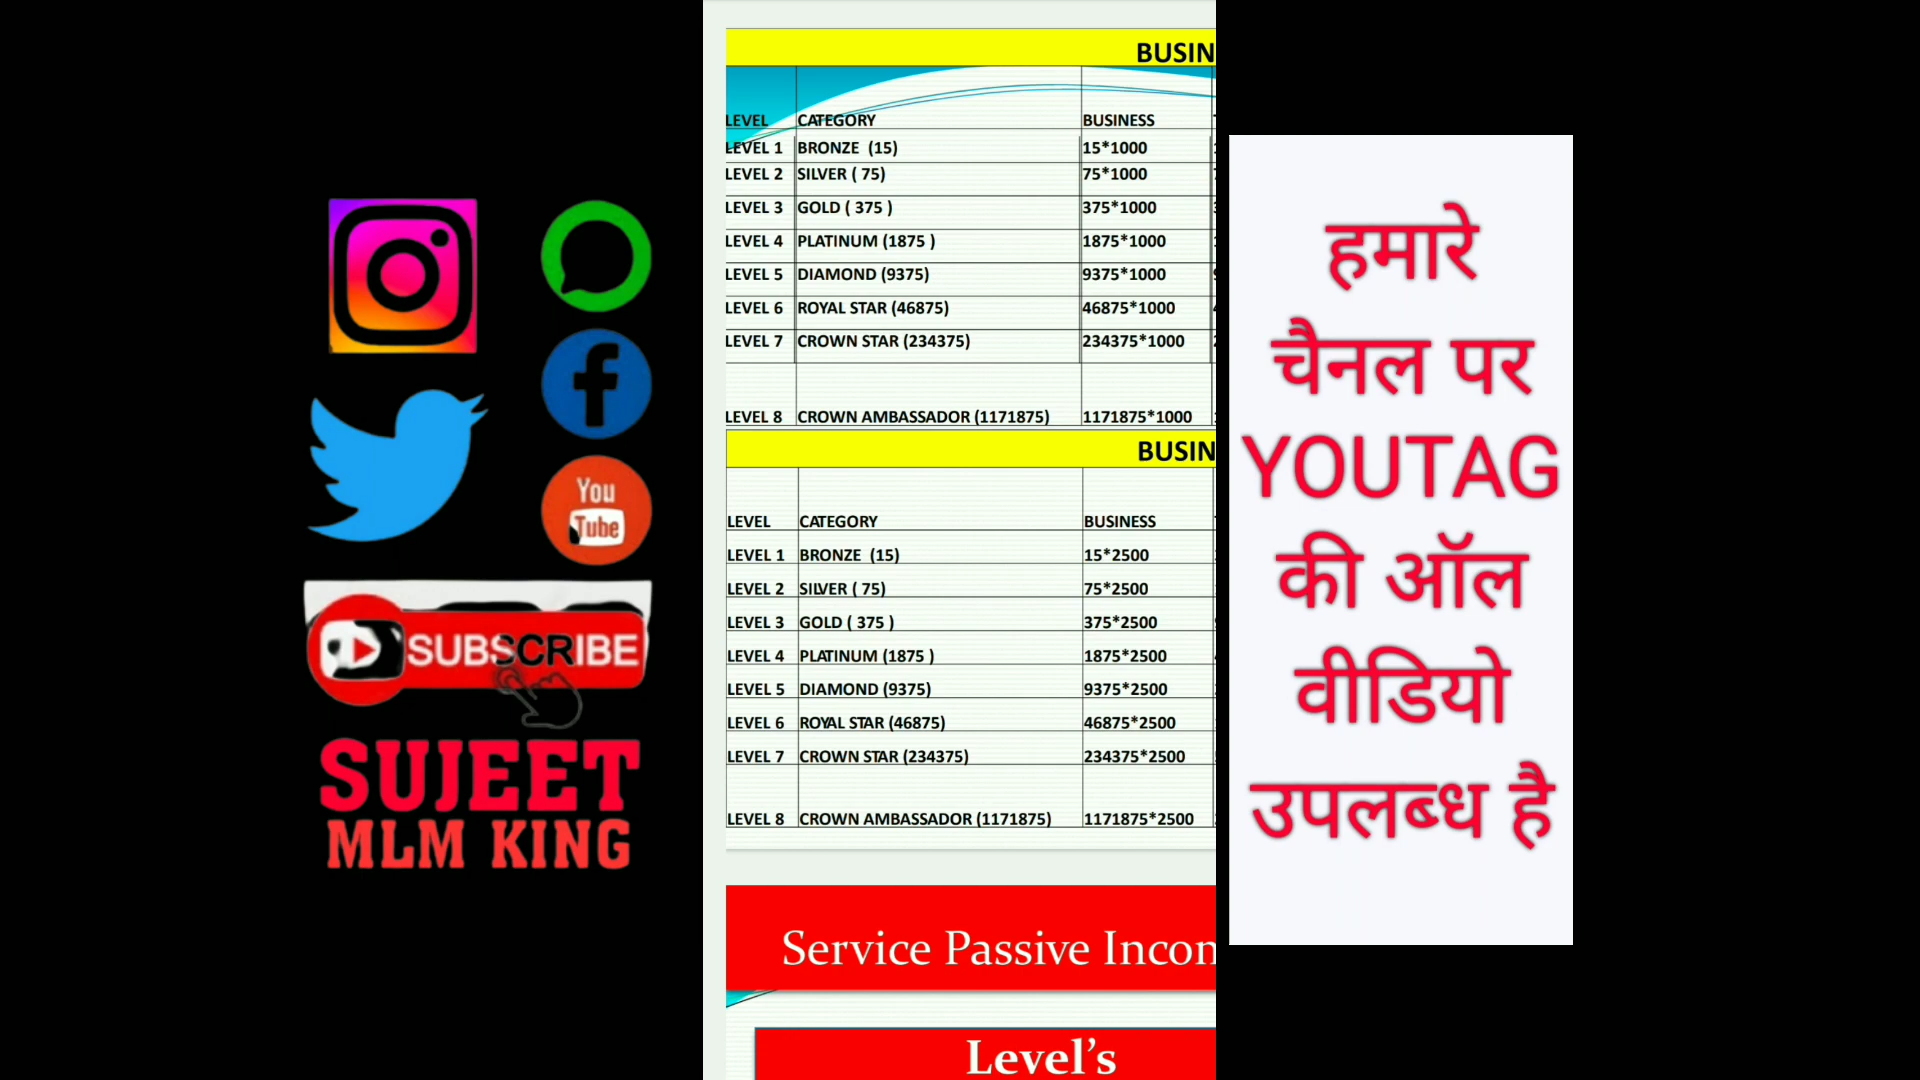 You
Tube
SUBSCRIBE
SUJEET
MLM KING
BUSIN
LEVEL CATEGORY BUSINESS
LEVEL 1 BRONZE (15) 15*1000
LEVEL 2 SILVER ( 75) 75*1000
LEVEL 3 GOLD ( 375 ) 375*1000
LEVEL 4 PLATINUM (1875 ) 1875*1000
LEVEL 5 DIAMOND (9375) 9375*1000
LEVEL 6 ROYAL STAR (46875) 46875*1000
LEVEL 7 CROWN STAR (234375) 234375*1000
LEVEL 8 CROWN AMBASSADOR (1171875) 1171875*1000
BUSIN
LEVEL CATEGORY BUSINESS
LEVEL 1 BRONZE (15) 15*2500
LEVEL 2 SILVER ( 75) 75*2500
LEVEL 3 GOLD ( 375 ) 375*2500
LEVEL 4 PLATINUM (1875 ) 1875*2500
LEVEL 5 DIAMOND (9375) 9375*2500
LEVEL 6 ROYAL STAR (46875) 46875*2500
LEVEL 7 CROWN STAR (234375) 234375*2500
LEVEL 8 CROWN AMBASSADOR (1171875) 1171875*2500
Service Passive Incon
Level's
हमारे
चैनल पर
YOUTAG
की ऑल
वीडियो
उपलब्ध है